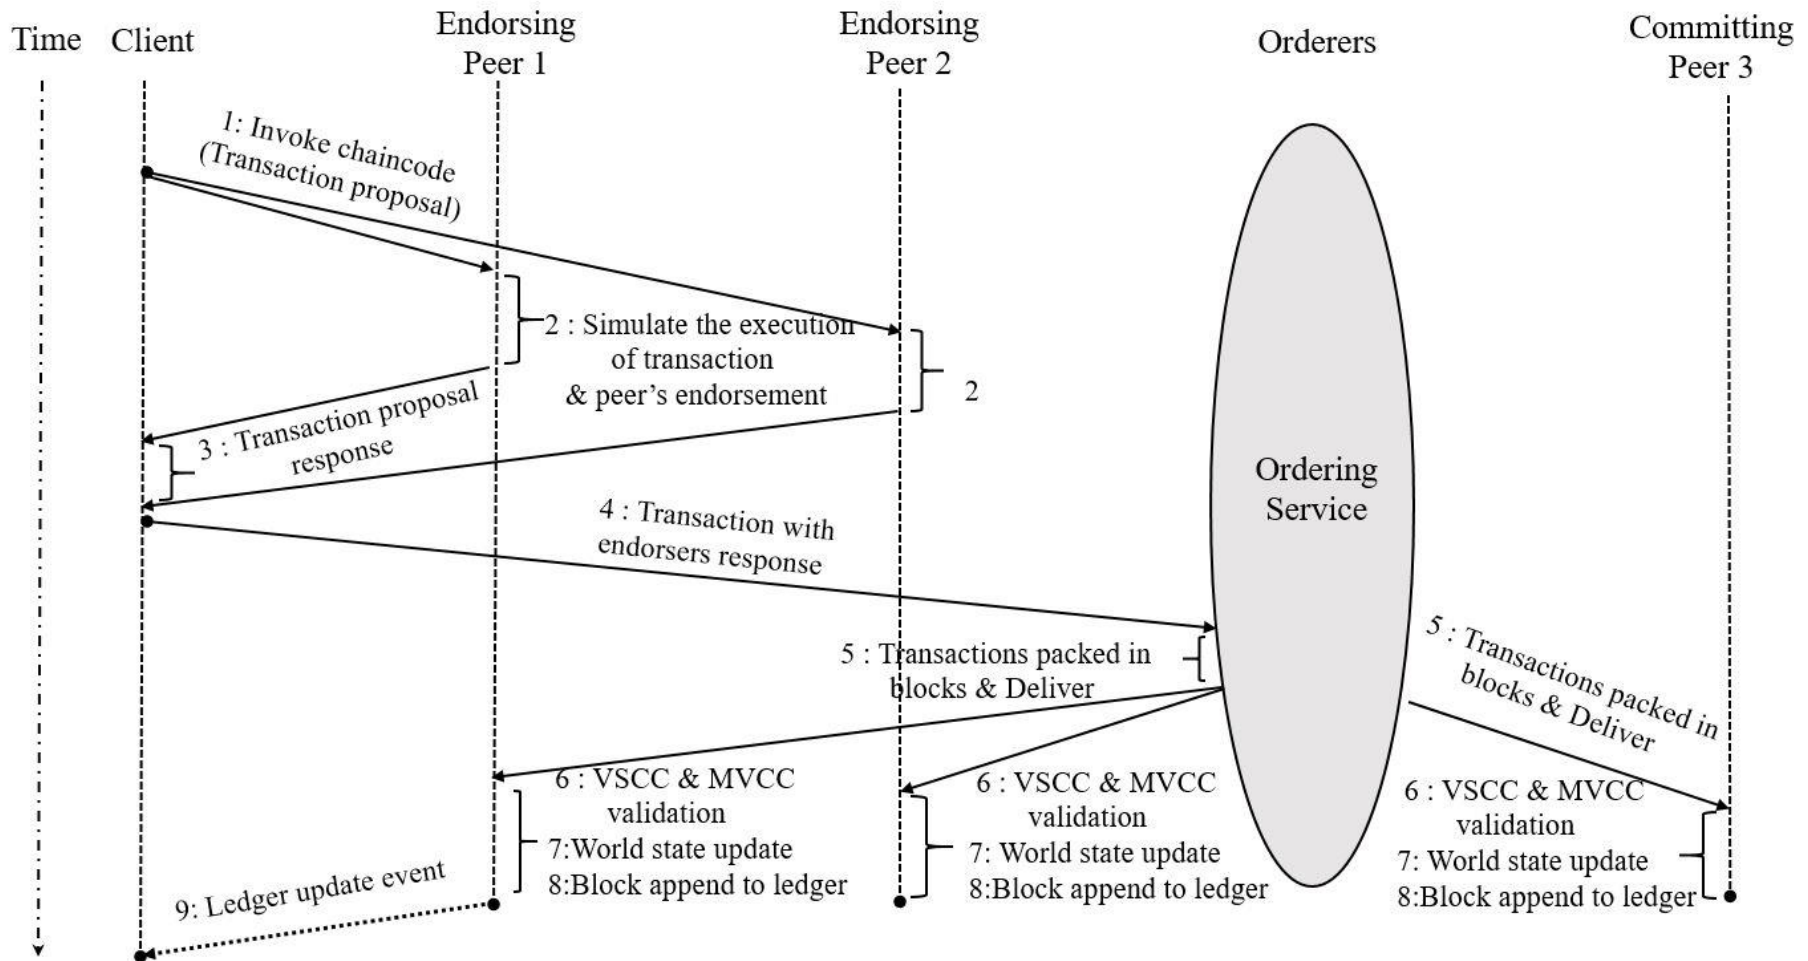 Time
Client
Endorsing
Peer 1
Endorsing
Peer 2
Orderers
Committing
Peer 3
1: Invoke chaincode
(Transaction proposal)
2 : Simulate the execution
of transaction
& peer’s endorsement
2
3 : Transaction proposal
response
4 : Transaction with
endorsers response
Ordering
Service
5 : Transactions packed in
blocks & Deliver
5 : Transactions packed in
blocks & Deliver
6 : VSCC & MVCC
validation
7:World state update
8:Block append to ledger
6 : VSCC & MVCC
validation
7: World state update
8:Block append to ledger
6 : VSCC & MVCC
validation
7: World state update
8:Block append to ledger
9: Ledger update event